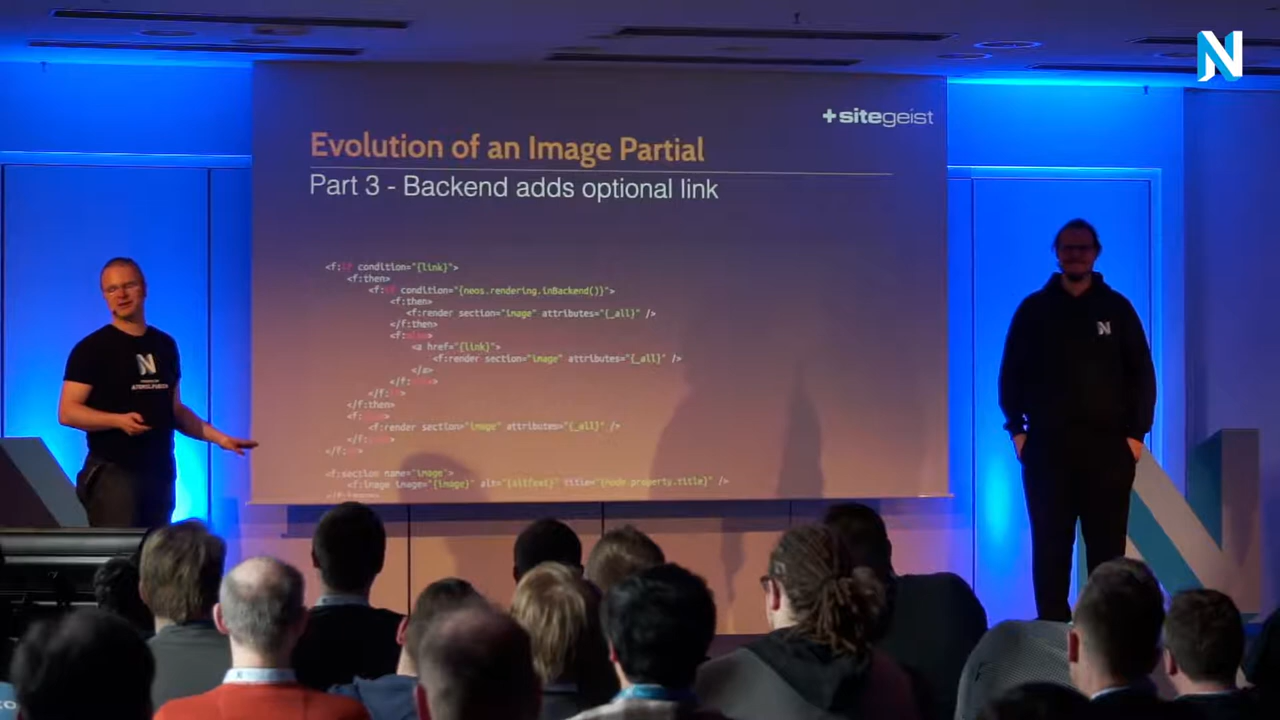 N
+sitegeist
Evolution of an Image Partial
Part 3 - Backend adds optional link
<f:if condition="{link}">
<f:then>
<f:if condition="{neos.rendering.inBackend()}">
<f:then>
<f:render section="image" attributes="{_all}" />
</f:then>
<f:else>
<a href="{link}">
<f:render section="image" attributes="{_all}" />
</a>
</f:else>
</f:if>
</f:then>
<f:else>
<f:render section="image" attributes="{_all}" />
</f:else>
</f:if>
<f:section name="image">
<f:image image="{image}" alt="{altText}" title="{node.property.title}" />
N
N